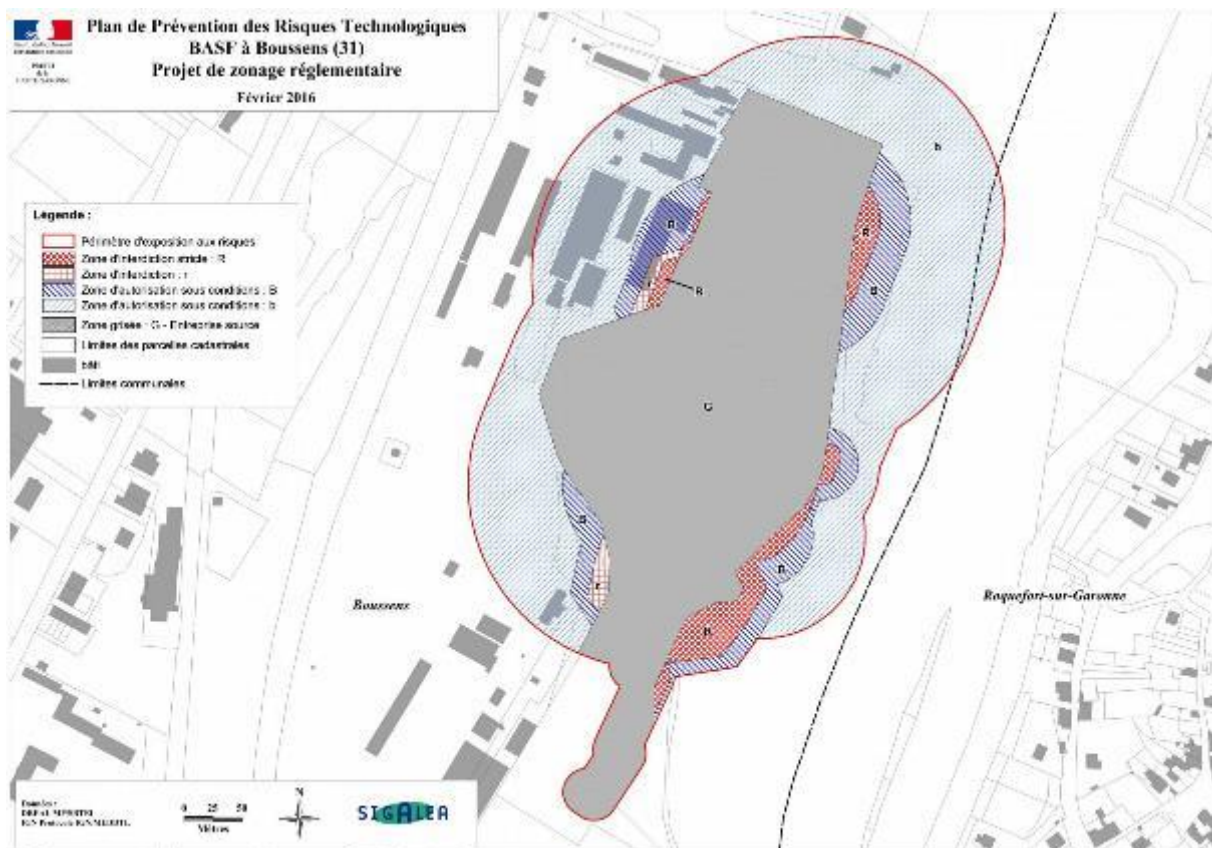 Plan de Prévention des Risques Technologiques
BASF à Boussens (31)
Projet de zonage réglementaire
Février 2016
Légende :
Périmètre d'exposition aux risques
Zone d'interdiction stricte : R
Zone d'interdiction : r
Zone d'autorisation sous conditions : B
Zone d'autorisation sous conditions : b
Zone grisée : G - Entreprise source
Limites des parcelles cadastrales
bâti
Limites communales
b
B
R
r
R
B
G
B
r
B
R
Boussens
Roquefort-sur-Garonne
N
0 25 50
Mètres
SIGALEA